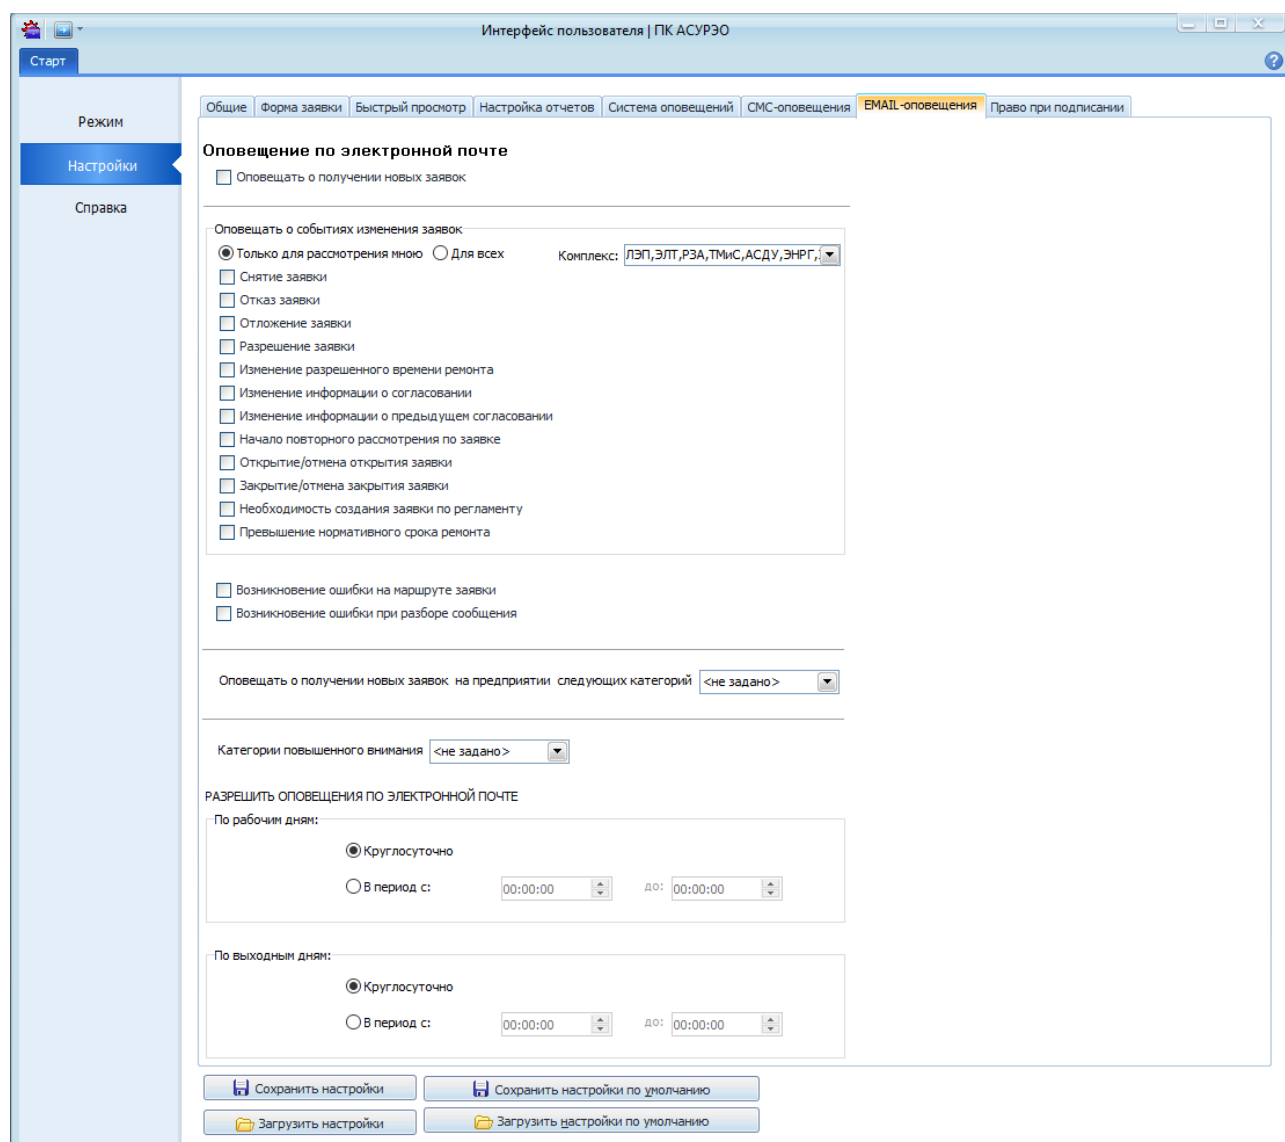 Интерфейс пользователя | ПК АСУРЭО
Старт
Общие Форма заявки Быстрый просмотр Настройка отчетов Система оповещений СМС-оповещения EMAIL-оповещения Право при подписании
Режим
Настройки
Справка
Оповещение по электронной почте
Оповещать о получении новых заявок
Оповещать о событиях изменения заявок
Только для рассмотрения мною Для всех Комплекс: ЛЭП,ЭЛТ,РЗА,ТМиС,АСДУ,ЭНРГ,
Снятие заявки
Отказ заявки
Отложение заявки
Разрешение заявки
Изменение разрешенного времени ремонта
Изменение информации о согласовании
Изменение информации о предыдущем согласовании
Начало повторного рассмотрения по заявке
Открытие/отмена открытия заявки
Закрытие/отмена закрытия заявки
Необходимость создания заявки по регламенту
Превышение нормативного срока ремонта
Возникновение ошибки на маршруте заявки
Возникновение ошибки при разборе сообщения
Оповещать о получении новых заявок на предприятии следующих категорий <не задано>
Категории повышенного внимания <не задано>
РАЗРЕШИТЬ ОПОВЕЩЕНИЯ ПО ЭЛЕКТРОННОЙ ПОЧТЕ
По рабочим дням:
Круглосуточно
В период с: 00:00:00 до: 00:00:00
По выходным дням:
Круглосуточно
В период с: 00:00:00 до: 00:00:00
Сохранить настройки Сохранить настройки по умолчанию
Загрузить настройки Загрузить настройки по умолчанию